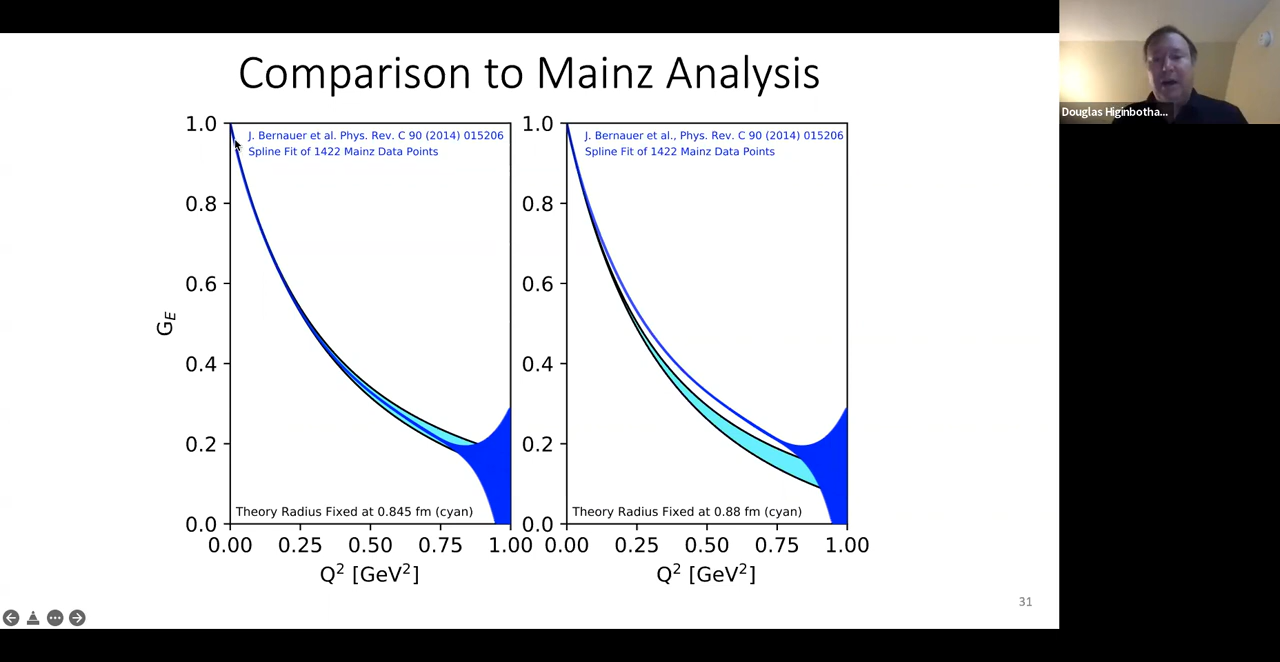 Comparison to Mainz Analysis
J. Bernauer et al. Phys. Rev. C 90 (2014) 015206
Spline Fit of 1422 Mainz Data Points
1.0
0.8
0.6
0.4
0.2
0.0
G_E
Theory Radius Fixed at 0.845 fm (cyan)
0.00 0.25 0.50 0.75 1.00
Q² [GeV²]
J. Bernauer et al., Phys. Rev. C 90 (2014) 015206
Spline Fit of 1422 Mainz Data Points
1.0
0.8
0.6
0.4
0.2
0.0
Theory Radius Fixed at 0.88 fm (cyan)
0.00 0.25 0.50 0.75 1.00
Q² [GeV²]
31
Douglas Higinbotha...